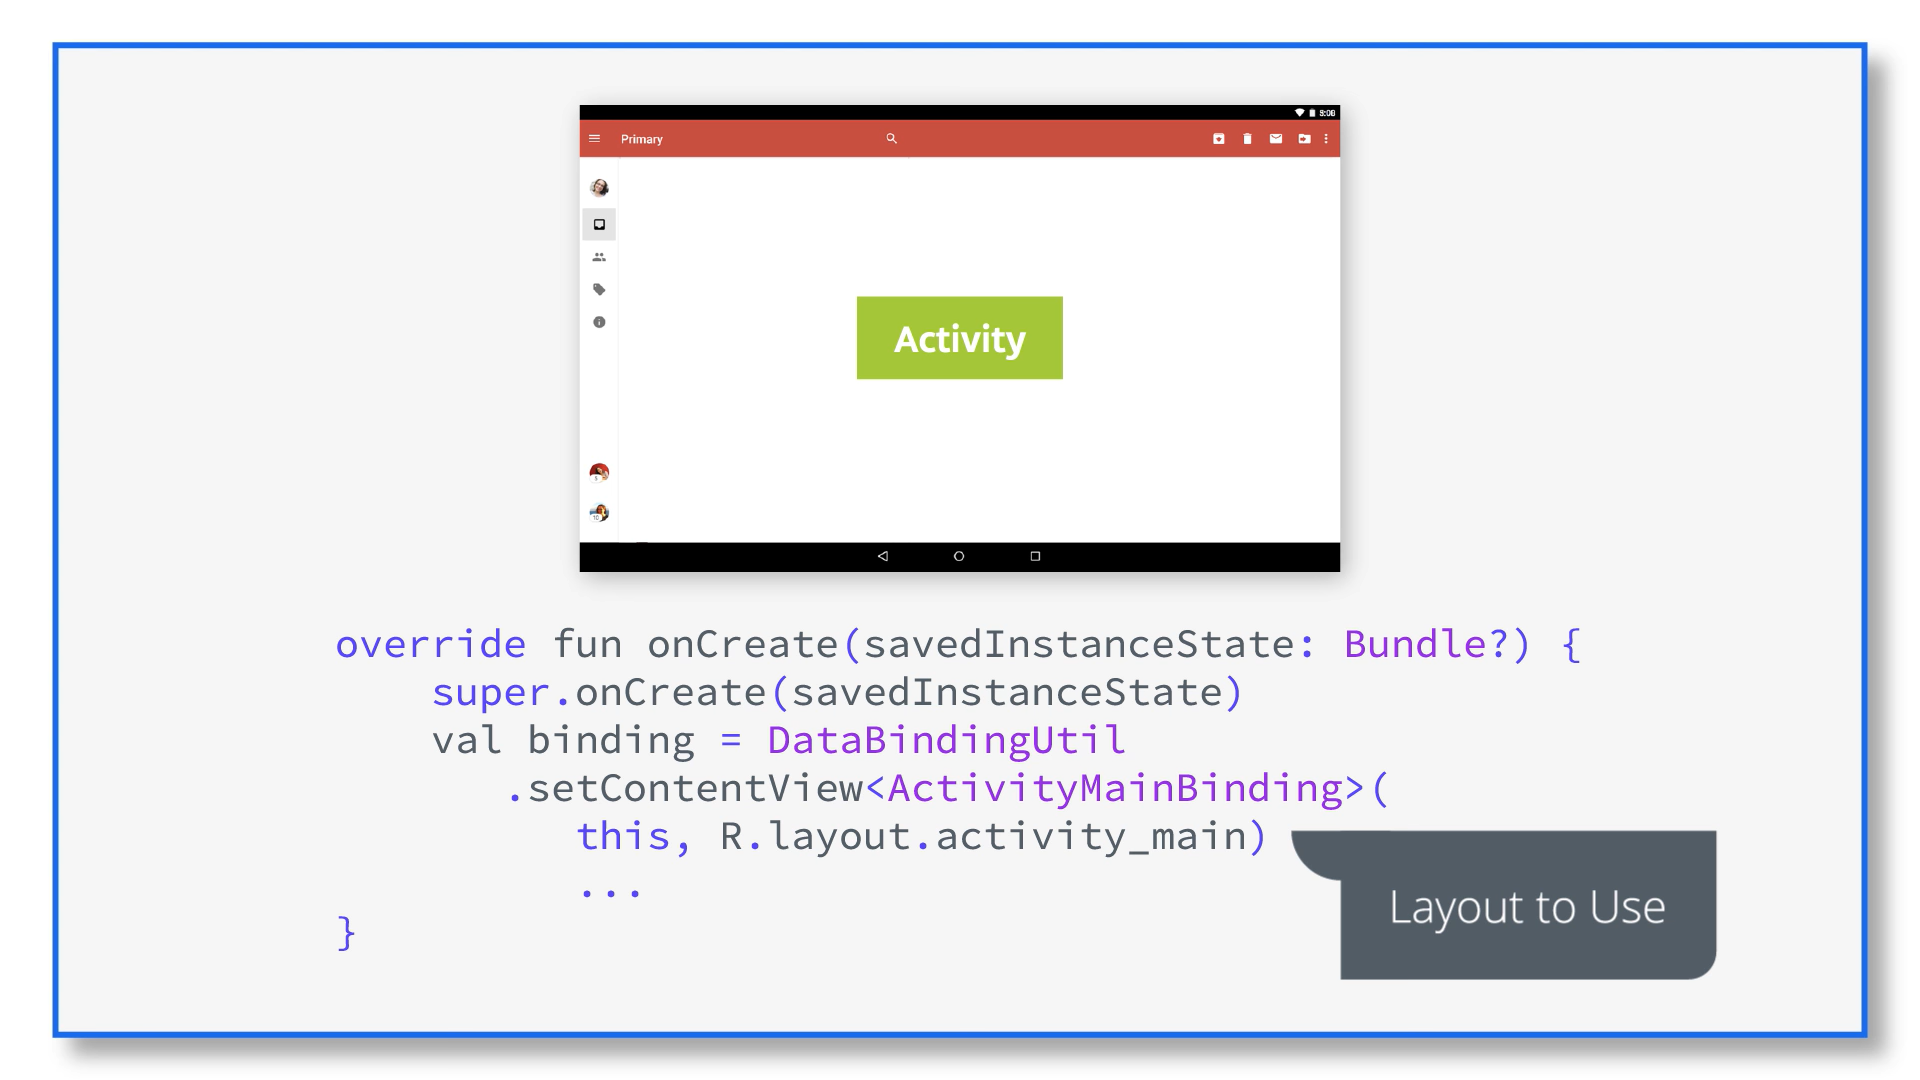 5:00
Primary
Activity
override fun onCreate(savedInstanceState: Bundle?) {
super.onCreate(savedInstanceState)
val binding = DataBindingUtil
.setContentView<ActivityMainBinding>(
this, R.layout.activity_main)
...
}
Layout to Use